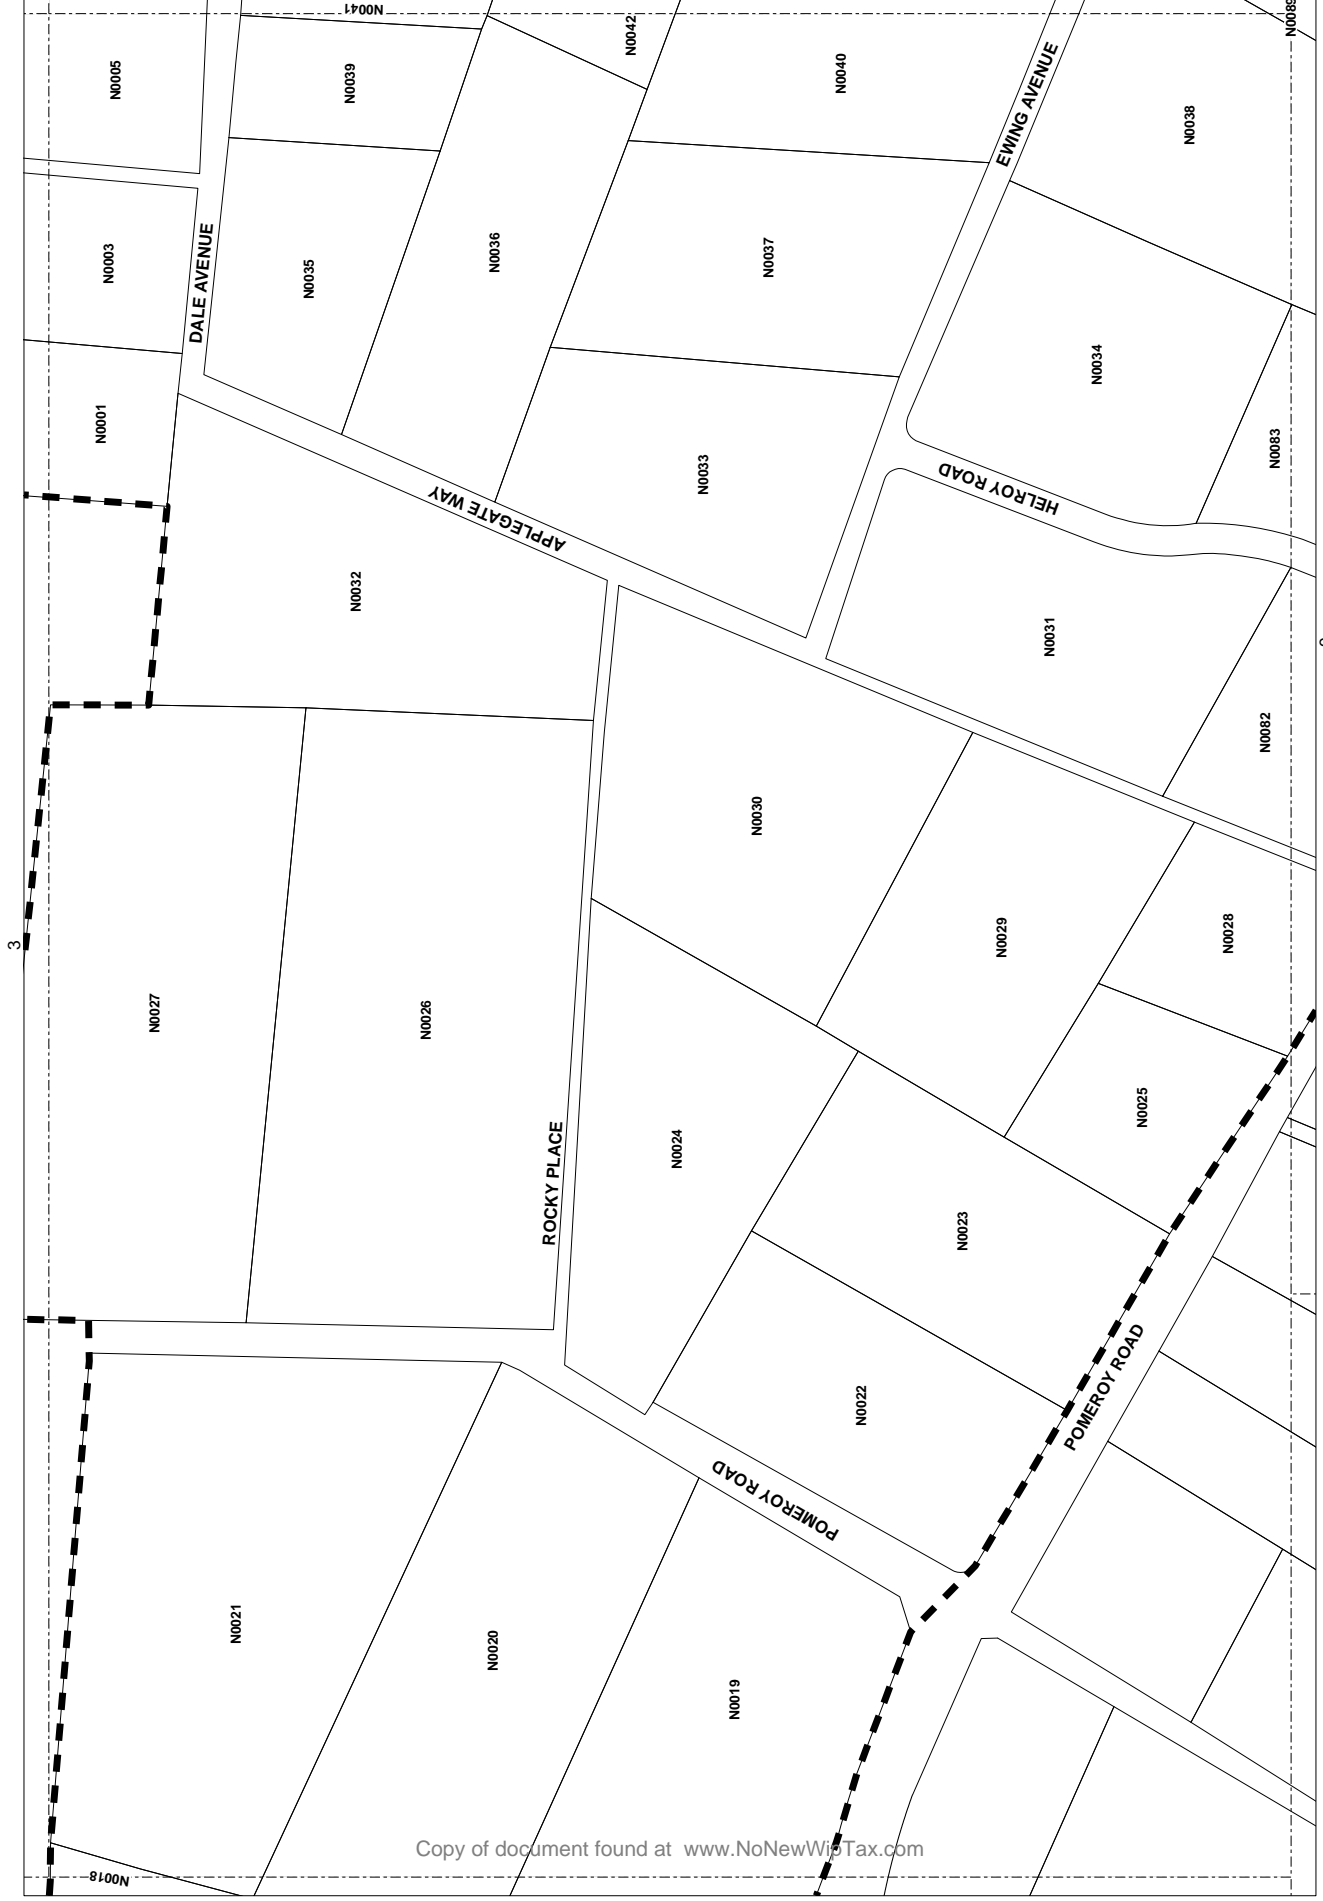 N0041
N0089
N0042
N0005
N0039
N0040
EWING AVENUE
N0038
N0003
DALE AVENUE
N0035
N0036
N0037
N0034
N0001
N0033
N0083
HELROY ROAD
APPLEGATE WAY
N0032
N0031
N0082
N0030
3
N0029
N0028
N0027
N0026
N0025
N0024
ROCKY PLACE
N0023
N0022
POMEROY ROAD
POMEROY ROAD
N0021
N0020
N0019
N0018
Copy of document found at www.NoNewWipTax.com